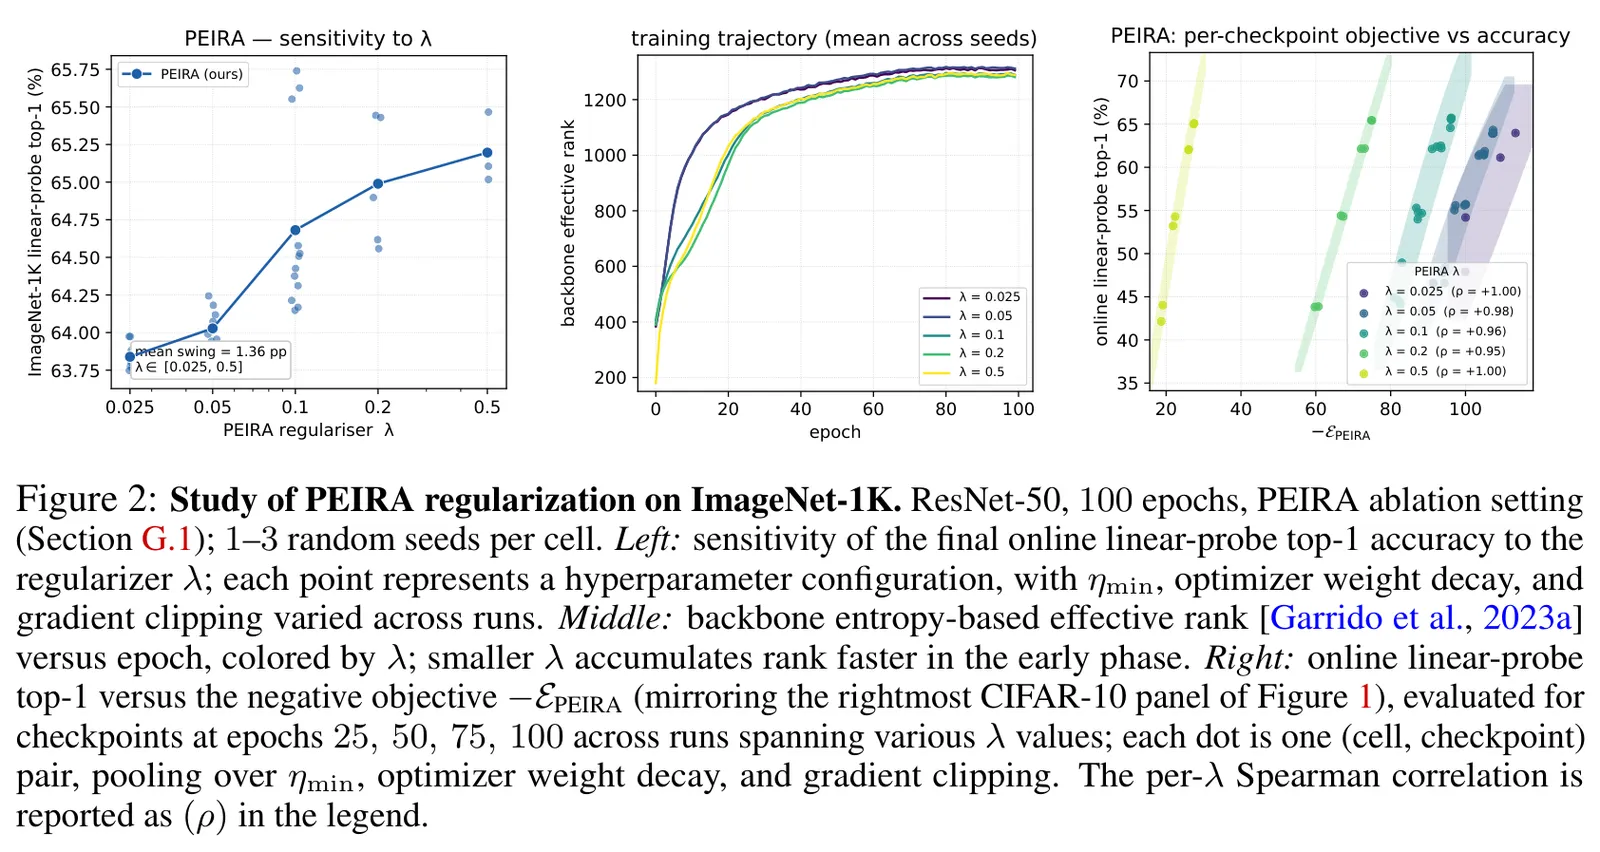 PEIRA — sensitivity to λ
ImageNet-1K linear-probe top-1 (%)
65.75
65.50
65.25
65.00
64.75
64.50
64.25
64.00
63.75
PEIRA (ours)
mean swing = 1.36 pp
λ ∈ [0.025, 0.5]
0.025 0.05 0.1 0.2 0.5
PEIRA regulariser λ
training trajectory (mean across seeds)
backbone effective rank
1200
1000
800
600
400
200
λ = 0.025
λ = 0.05
λ = 0.1
λ = 0.2
λ = 0.5
0 20 40 60 80 100
epoch
PEIRA: per-checkpoint objective vs accuracy
online linear-probe top-1 (%)
70
65
60
55
50
45
40
35
PEIRA λ
λ = 0.025 (ρ = +1.00)
λ = 0.05 (ρ = +0.98)
λ = 0.1 (ρ = +0.96)
λ = 0.2 (ρ = +0.95)
λ = 0.5 (ρ = +1.00)
20 40 60 80 100
−ℰPEIRA
Figure 2: Study of PEIRA regularization on ImageNet-1K. ResNet-50, 100 epochs, PEIRA ablation setting
(Section G.1); 1–3 random seeds per cell. Left: sensitivity of the final online linear-probe top-1 accuracy to the
regularizer λ; each point represents a hyperparameter configuration, with ηmin, optimizer weight decay, and
gradient clipping varied across runs. Middle: backbone entropy-based effective rank [Garrido et al., 2023a]
versus epoch, colored by λ; smaller λ accumulates rank faster in the early phase. Right: online linear-probe
top-1 versus the negative objective −ℰPEIRA (mirroring the rightmost CIFAR-10 panel of Figure 1), evaluated for
checkpoints at epochs 25, 50, 75, 100 across runs spanning various λ values; each dot is one (cell, checkpoint)
pair, pooling over ηmin, optimizer weight decay, and gradient clipping. The per-λ Spearman correlation is
reported as (ρ) in the legend.